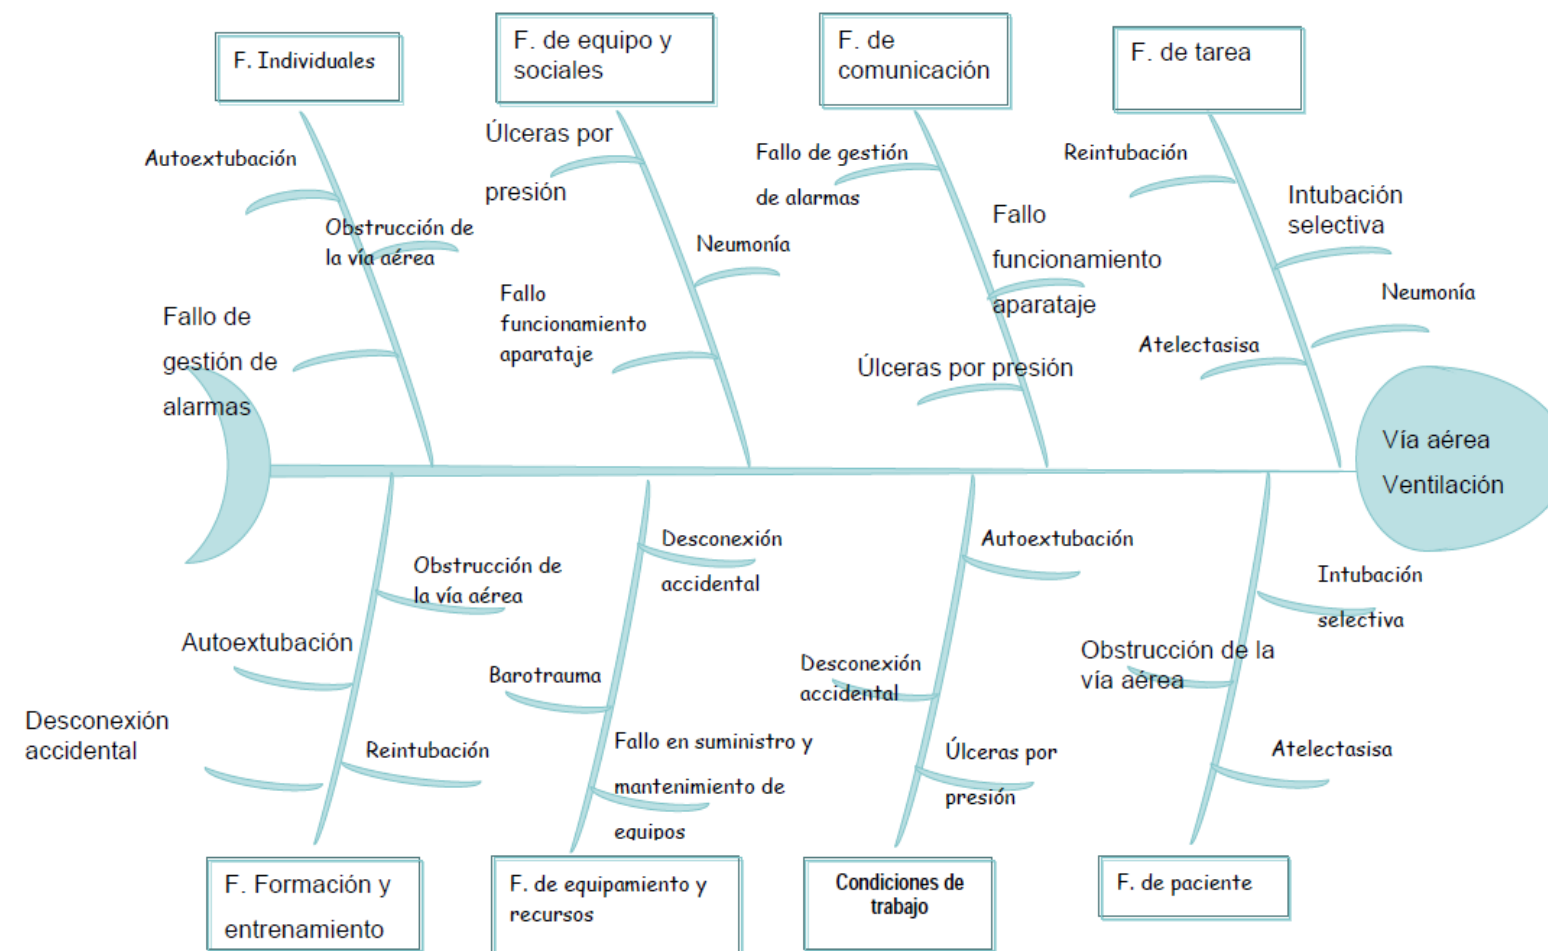 F. Individuales
F. de equipo y
sociales
F. de
comunicación
F. de tarea
Autoextubación
Obstrucción de
la vía aérea
Fallo de
gestión de
alarmas
Úlceras por
presión
Neumonía
Fallo
funcionamiento
aparataje
Fallo de gestión
de alarmas
Fallo
funcionamiento
aparataje
Úlceras por presión
Reintubación
Intubación
selectiva
Neumonía
Atelectasisa
Vía aérea
Ventilación
Obstrucción de
la vía aérea
Autoextubación
Desconexión
accidental
Reintubación
Desconexión
accidental
Barotrauma
Fallo en suministro y
mantenimiento de
equipos
Autoextubación
Desconexión
accidental
Úlceras por
presión
Intubación
selectiva
Obstrucción de la
vía aérea
Atelectasisa
F. Formación y
entrenamiento
F. de equipamiento y
recursos
Condiciones de
trabajo
F. de paciente